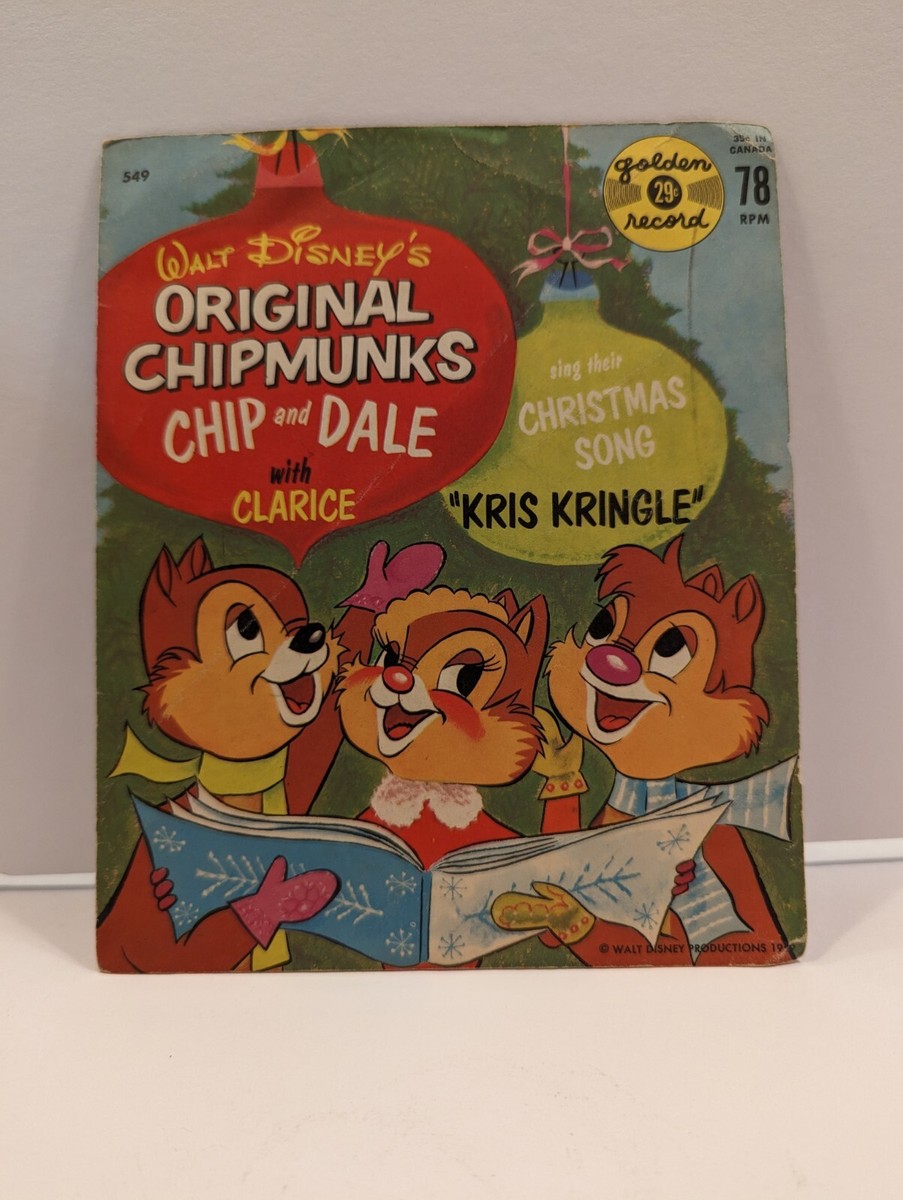 549
WALT DISNEY'S
ORIGINAL
CHIPMUNKS
CHIP and DALE
with
CLARICE
sing their
CHRISTMAS
SONG
"KRIS KRINGLE"
golden
29¢
record
35¢ IN
CANADA
78
RPM
© WALT DISNEY PRODUCTIONS